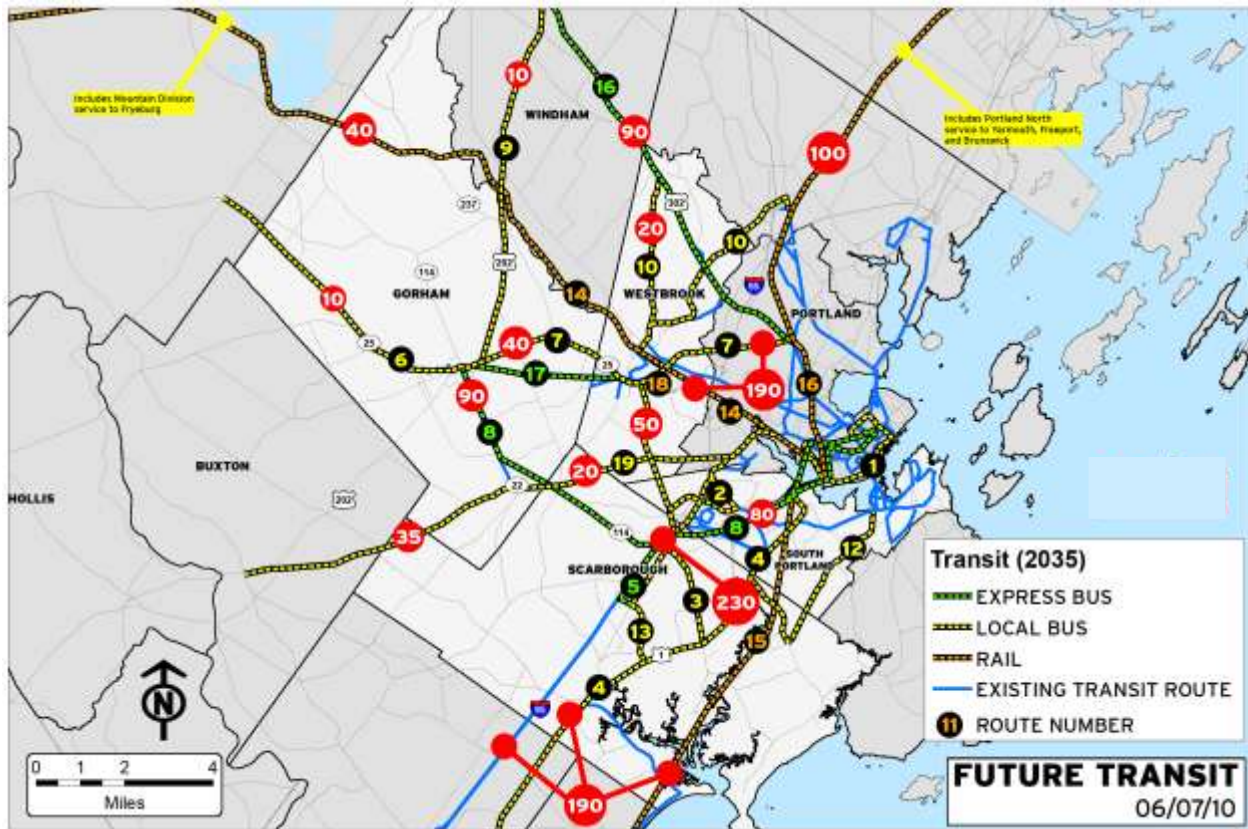 Includes Mountain Division
service to Fryeburg
Includes Portland North
service to Yarmouth, Freeport,
and Brunswick
10
16
WINDHAM
90
40
100
9
237
202
20
10
10
202
114
GORHAM
14
WESTBROOK
95
PORTLAND
10
25
6
40
7
25
7
17
18
190
16
90
14
8
50
BUXTON
20
19
1
HOLLIS
202
22
2
80
8
35
114
4
12
SOUTH
PORTLAND
SCARBOROUGH
5
3
230
13
15
1
4
95
190
N
0 1 2 4
Miles
Transit (2035)
EXPRESS BUS
LOCAL BUS
RAIL
EXISTING TRANSIT ROUTE
11 ROUTE NUMBER
FUTURE TRANSIT
06/07/10